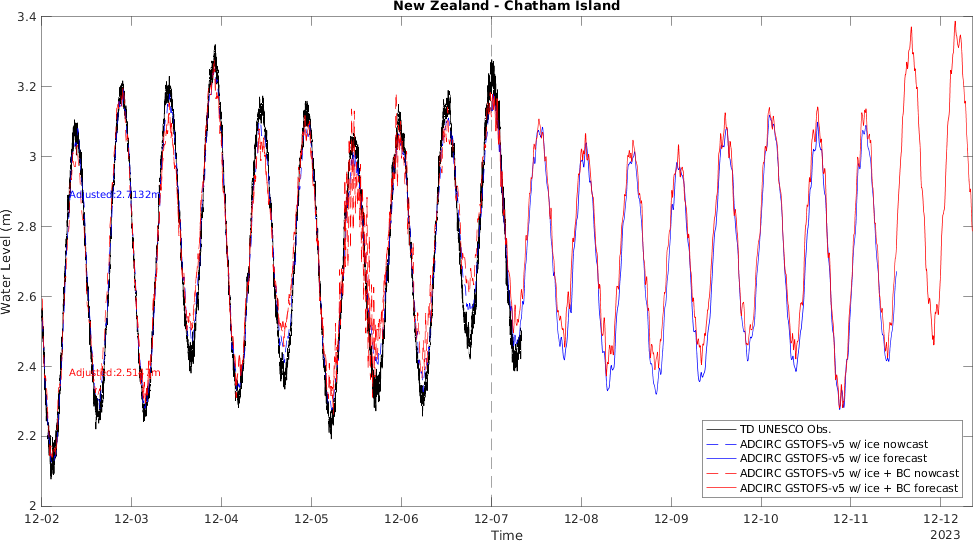 New Zealand - Chatham Island
3.4
3.2
3
2.8
2.6
2.4
2.2
2
Water Level (m)
Adjusted:2.7132m
12-02
12-03
12-04
12-05
12-06
12-07
12-08
12-09
12-10
12-11
12-12
2023
Time
TD UNESCO Obs.
ADCIRC GSTOFS-v5 w/ ice nowcast
ADCIRC GSTOFS-v5 w/ ice forecast
ADCIRC GSTOFS-v5 w/ ice + BC nowcast
ADCIRC GSTOFS-v5 w/ ice + BC forecast